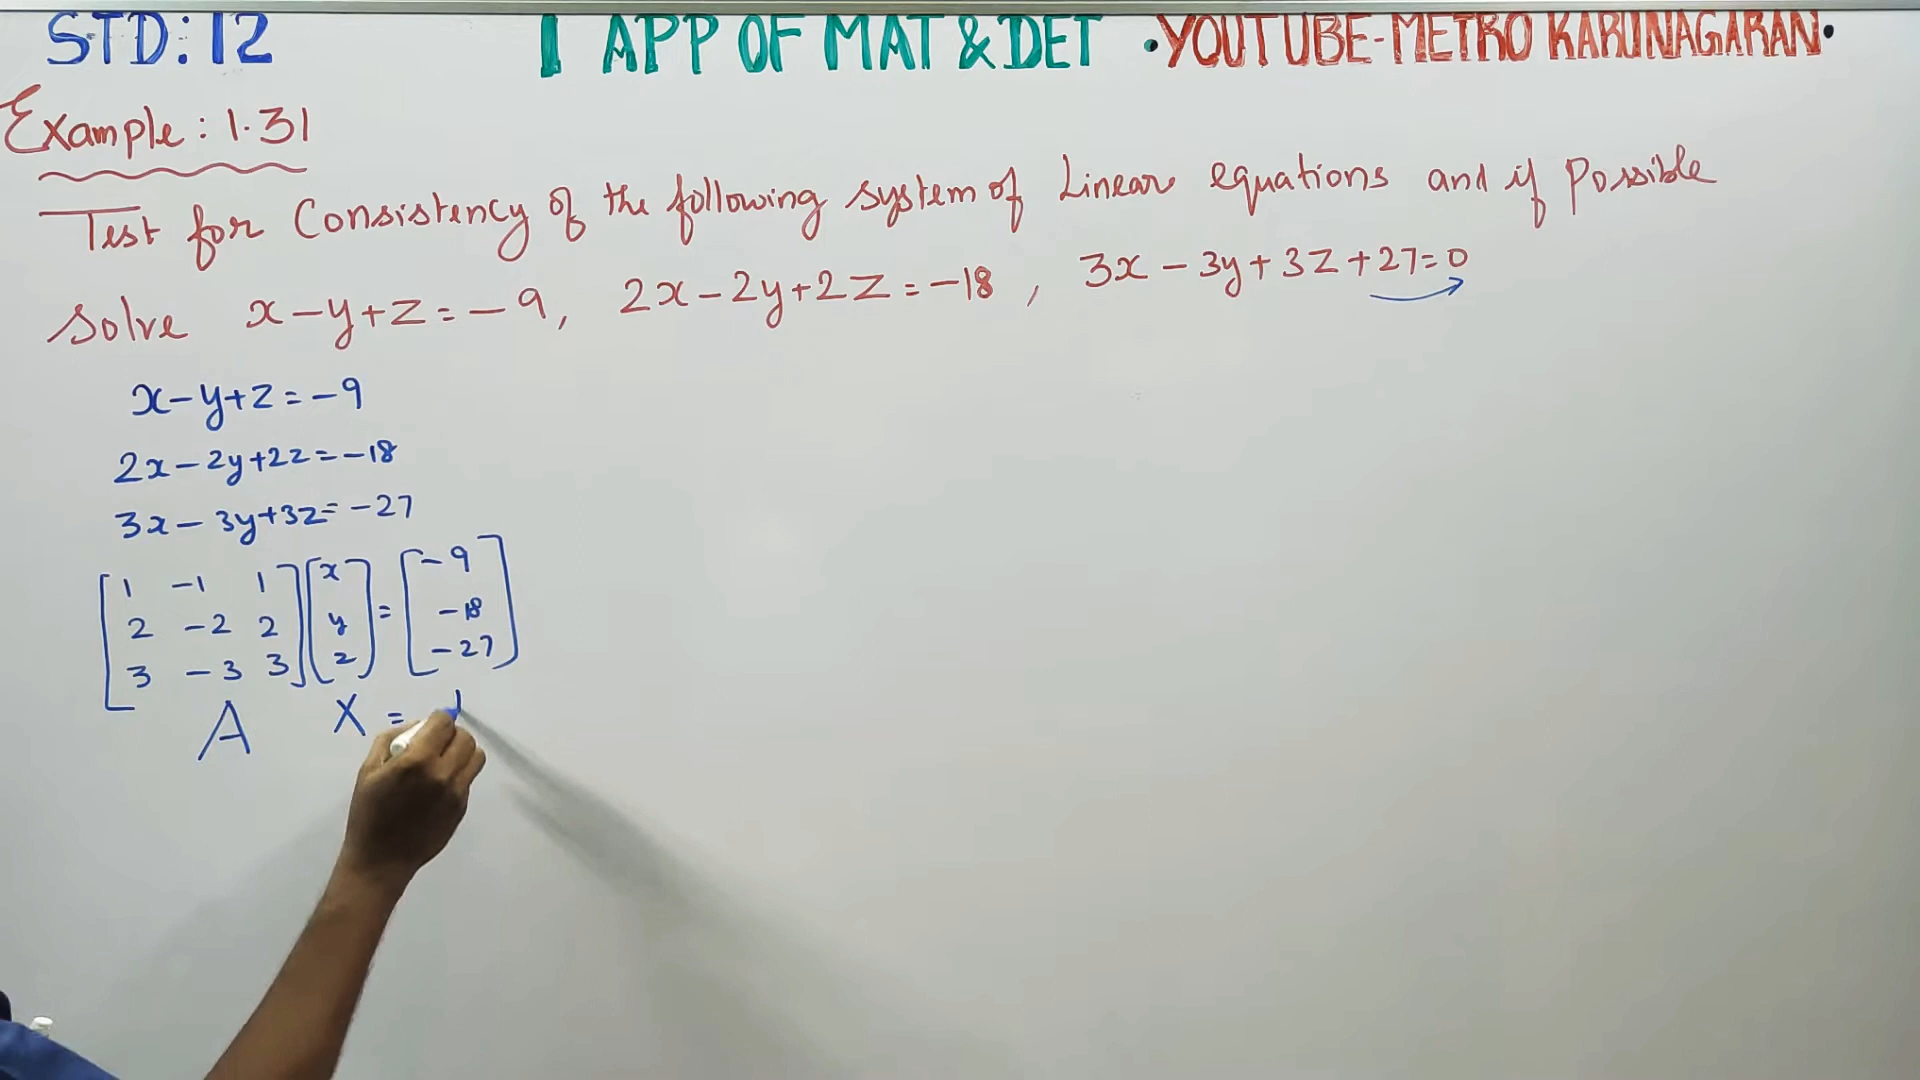 STD: 12 1 APP OF MAT & DET • YOUTUBE-METRO KARUNAGARAN •
Example: 1.31
Test for Consistency of the following system of Linear equations and if possible
solve x-y+z=-9, 2x-2y+2z=-18, 3x-3y+3z+27=0
x-y+z=-9
2x-2y+2z=-18
3x-3y+3z=-27
[1 -1 1] [x] = [-9]
[2 -2 2] [y] = [-18]
[3 -3 3] [z] = [-27]
A X =